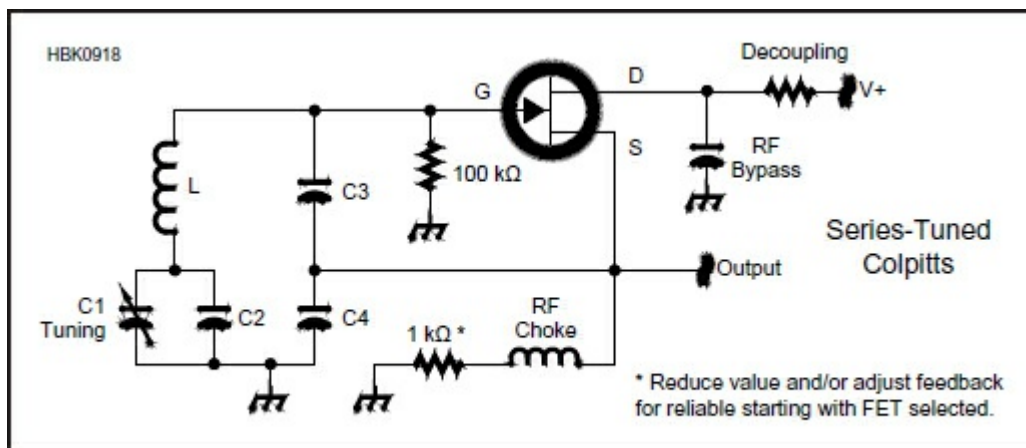 HBK0918
Decoupling
G
D
V+
S
RF
Bypass
100 kΩ
L
C3
Series-Tuned
Colpitts
Output
C1
Tuning
C2
C4
RF
Choke
1 kΩ *
* Reduce value and/or adjust feedback
for reliable starting with FET selected.